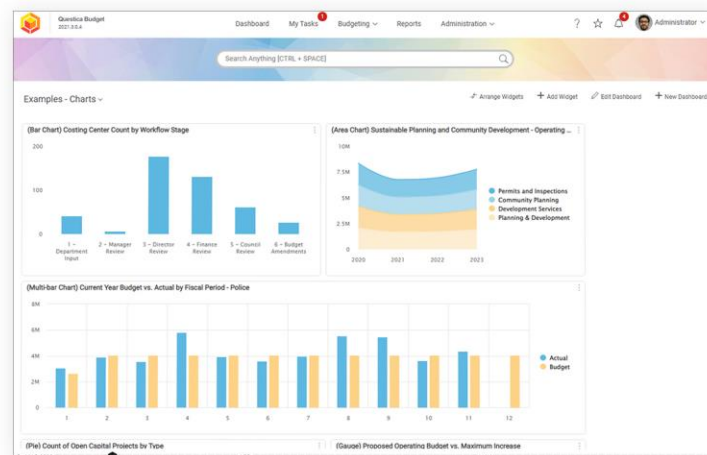 Questica Budget
2021.2.0.4
Dashboard
My Tasks
1
Budgeting
Reports
Administration
?
4
Administrator
Search Anything [CTRL + SPACE]
Examples - Charts
Arrange Widgets
Add Widget
Edit Dashboard
New Dashboard
(Bar Chart) Costing Center Count by Workflow Stage
200
100
0
1 - Department Input
2 - Manager Review
3 - Director Review
4 - Finance Review
5 - Council Review
6 - Budget Amendments
(Area Chart) Sustainable Planning and Community Development - Operating ...
10M
7.5M
5M
2.5M
0
2020
2021
2022
2023
Permits and Inspections
Community Planning
Development Services
Planning & Development
(Multi-bar Chart) Current Year Budget vs. Actual by Fiscal Period - Police
8M
6M
4M
2M
0
1
2
3
4
5
6
7
8
9
10
11
12
Actual
Budget
(Pie) Count of Open Capital Projects by Type
(Gauge) Proposed Operating Budget vs. Maximum Increase